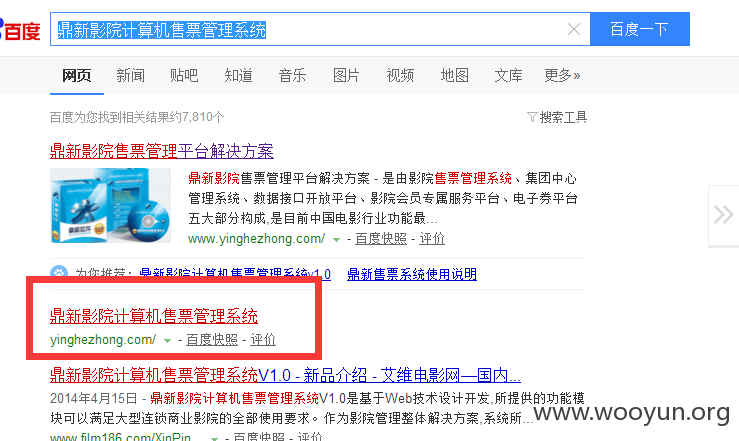 百度 鼎新影院计算机售票管理系统 百度一下
网页 新闻 贴吧 知道 音乐 图片 视频 地图 文库 更多»
百度为您找到相关结果约7,810个 搜索工具
鼎新影院售票管理平台解决方案
鼎新影院售票管理平台解决方案 - 是由影院售票管理系统、集团中心
管理系统、数据接口开放平台、影院会员专属服务平台、电子券平台
五大部分构成,是目前中国电影行业功能最...
www.yinghezhong.com/ - 百度快照 - 评价
为您推荐: 鼎新影院计算机售票管理系统v1.0 鼎新售票系统使用说明
鼎新影院计算机售票管理系统
yinghezhong.com/ - 百度快照 - 评价
鼎新影院计算机售票管理系统V1.0 - 新品介绍 - 艾维电影网—国内...
2014年4月15日 - 鼎新影院计算机售票管理系统V1.0是基于Web技术设计开发,所提供的功能模
块可以满足大型连锁商业影院的全部使用要求。作为影院管理整体解决方案,系统所...
www.film186.com/XinPin... - 百度快照 - 评价
www.wooyun.org